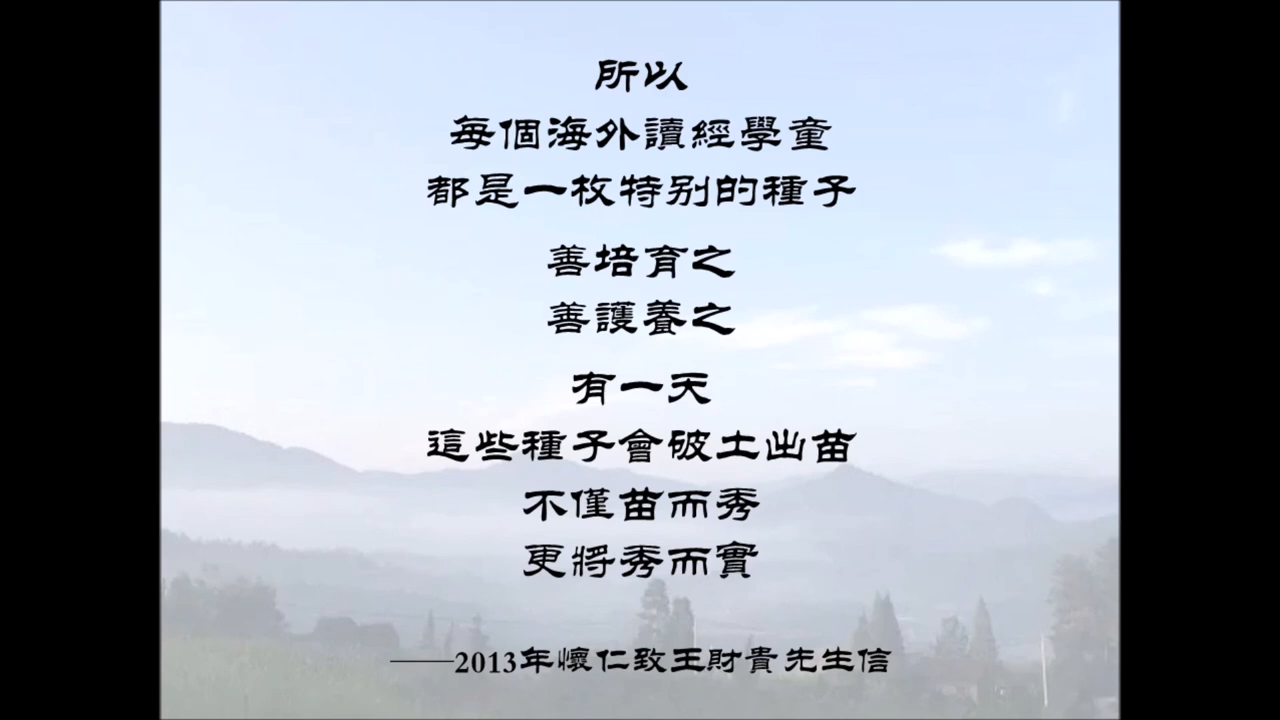 所以
每個海外讀經學童
都是一枚特別的種子
善培育之
善護養之
有一天
這些種子會破土出苗
不僅苗而秀
更將秀而實
——2013年懷仁致王財貴先生信